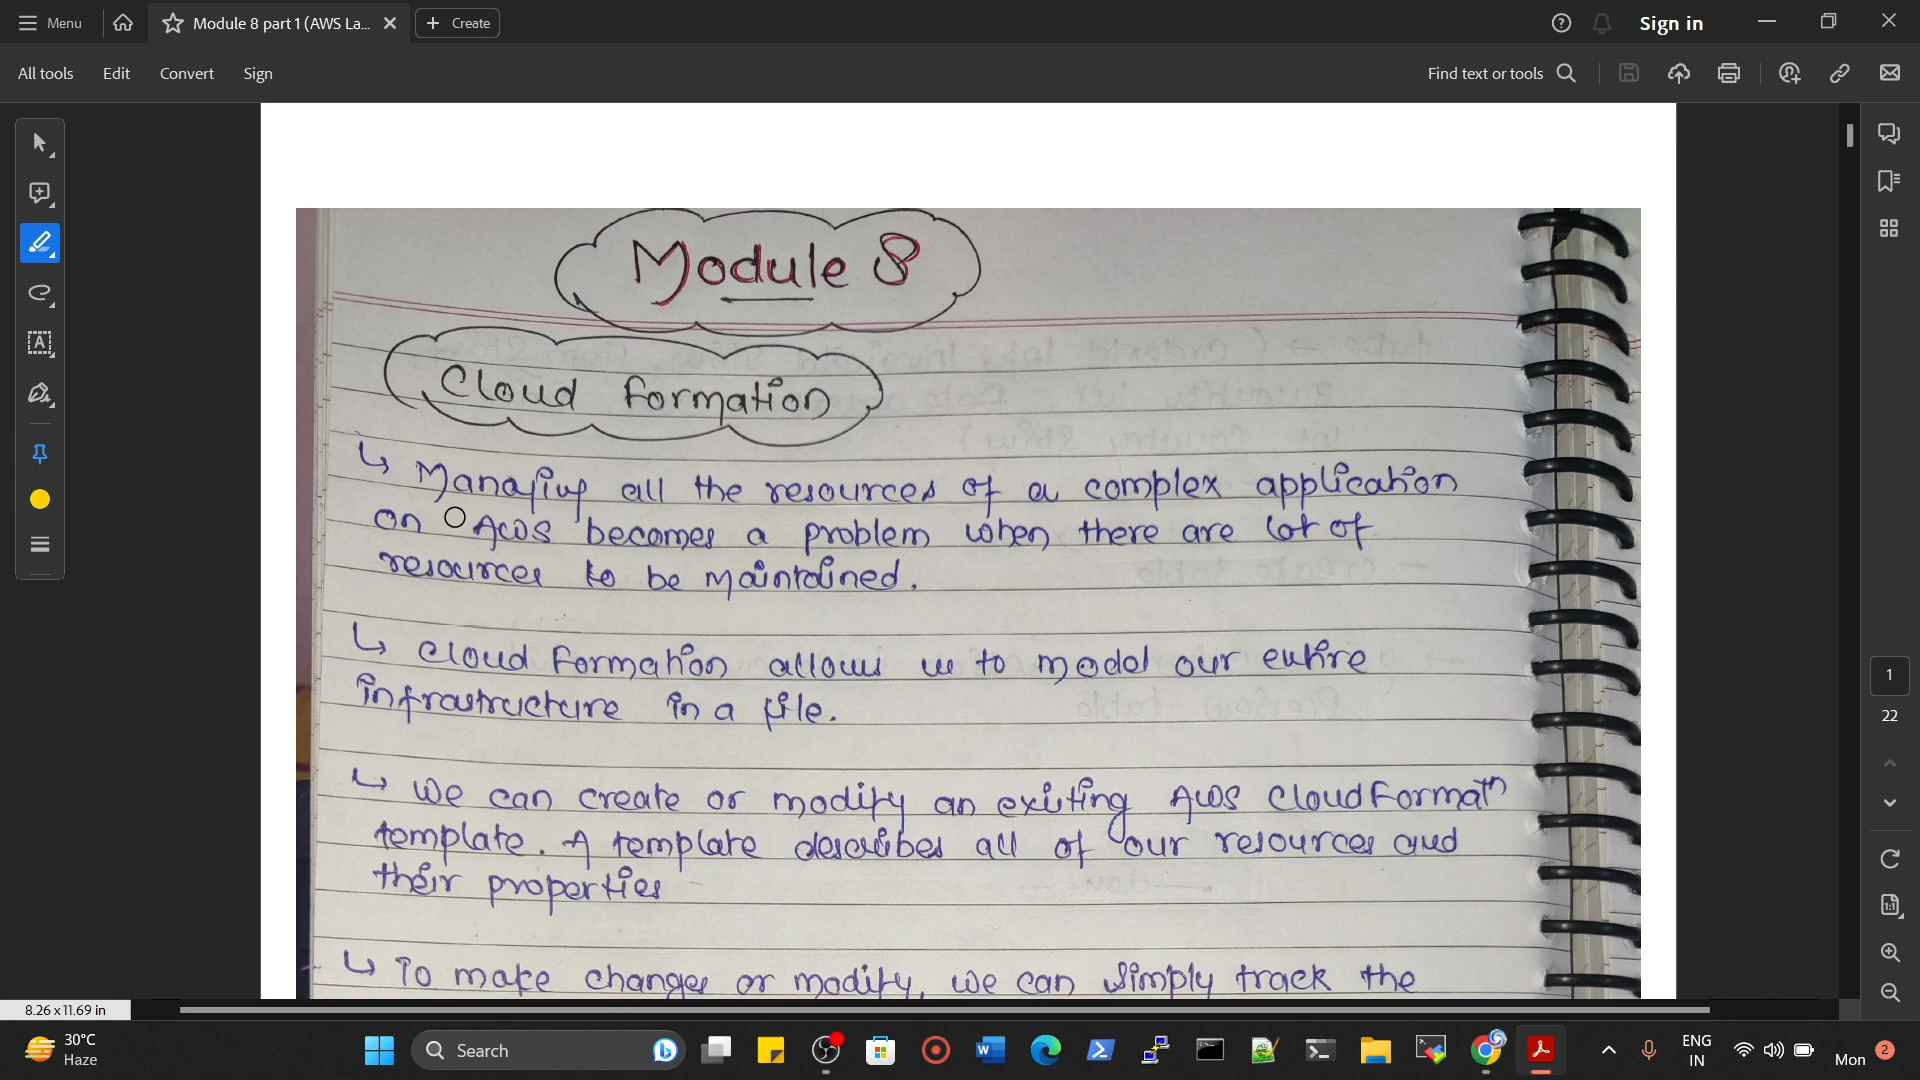 Menu
Module 8 part 1 (AWS La...
Create
Sign in
All tools
Edit
Convert
Sign
Find text or tools
Module 8
Cloud Formation
↳ Managing all the resources of a complex application
on AWS becomes a problem when there are lot of
resources to be maintained.
↳ Cloud Formation allows us to model our entire
infrastructure in a file.
↳ We can create or modify an existing AWS CloudFormatn
template. A template describes all of our resources and
their properties
↳ To make changes or modify, we can simply track the
1
22
8.26 x 11.69 in
30°C
Haze
Search
ENG
IN
Mon
2